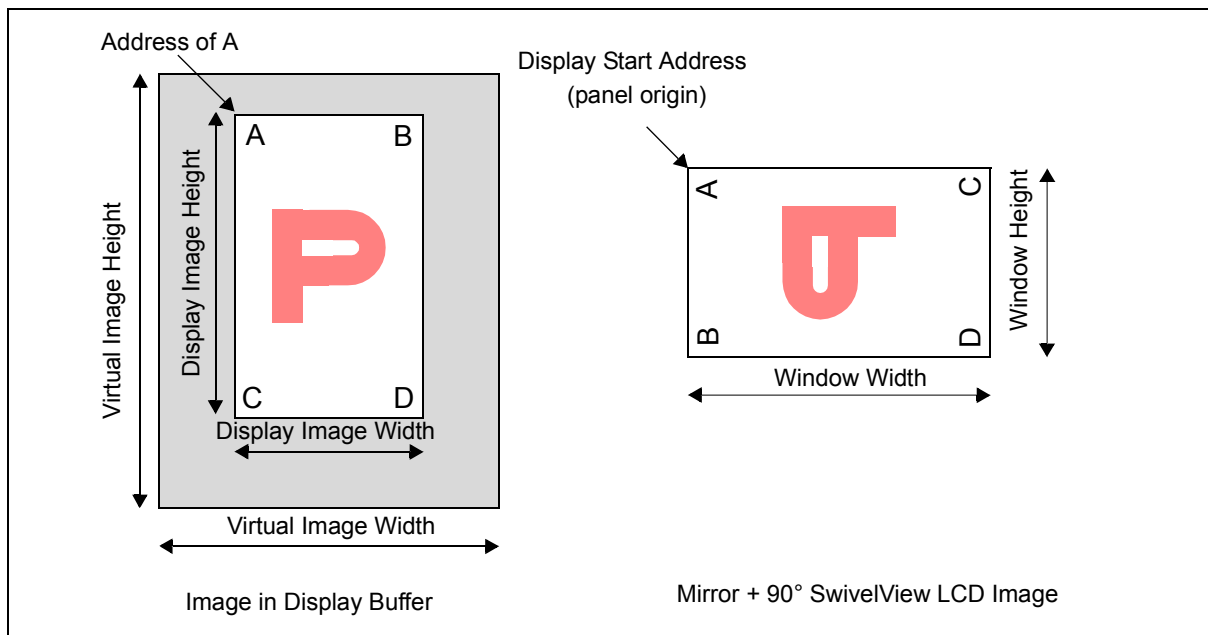 Address of A
Display Start Address
(panel origin)
A
B
C
D
P
Virtual Image Height
Display Image Height
Display Image Width
Virtual Image Width
Image in Display Buffer
A
C
P
B
D
Window Height
Window Width
Mirror + 90° SwivelView LCD Image